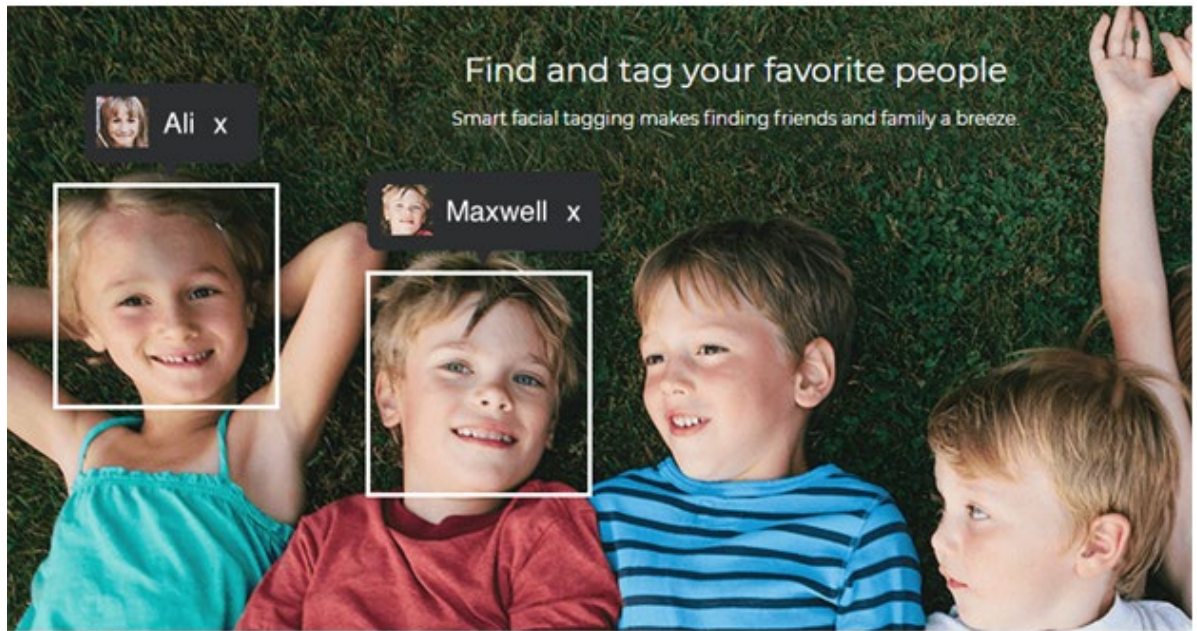 Find and tag your favorite people
Smart facial tagging makes finding friends and family a breeze.
Ali x
Maxwell x